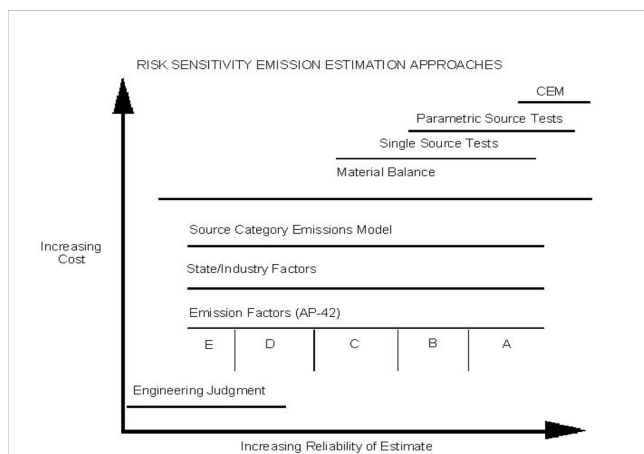 RISK SENSITIVITY EMISSION ESTIMATION APPROACHES
CEM
Parametric Source Tests
Single Source Tests
Material Balance
Source Category Emissions Model
Increasing
Cost
State/Industry Factors
Emission Factors (AP-42)
E D C B A
Engineering Judgment
Increasing Reliability of Estimate